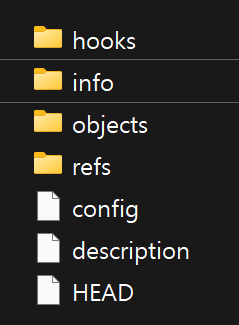 hooks
info
objects
refs
config
description
HEAD